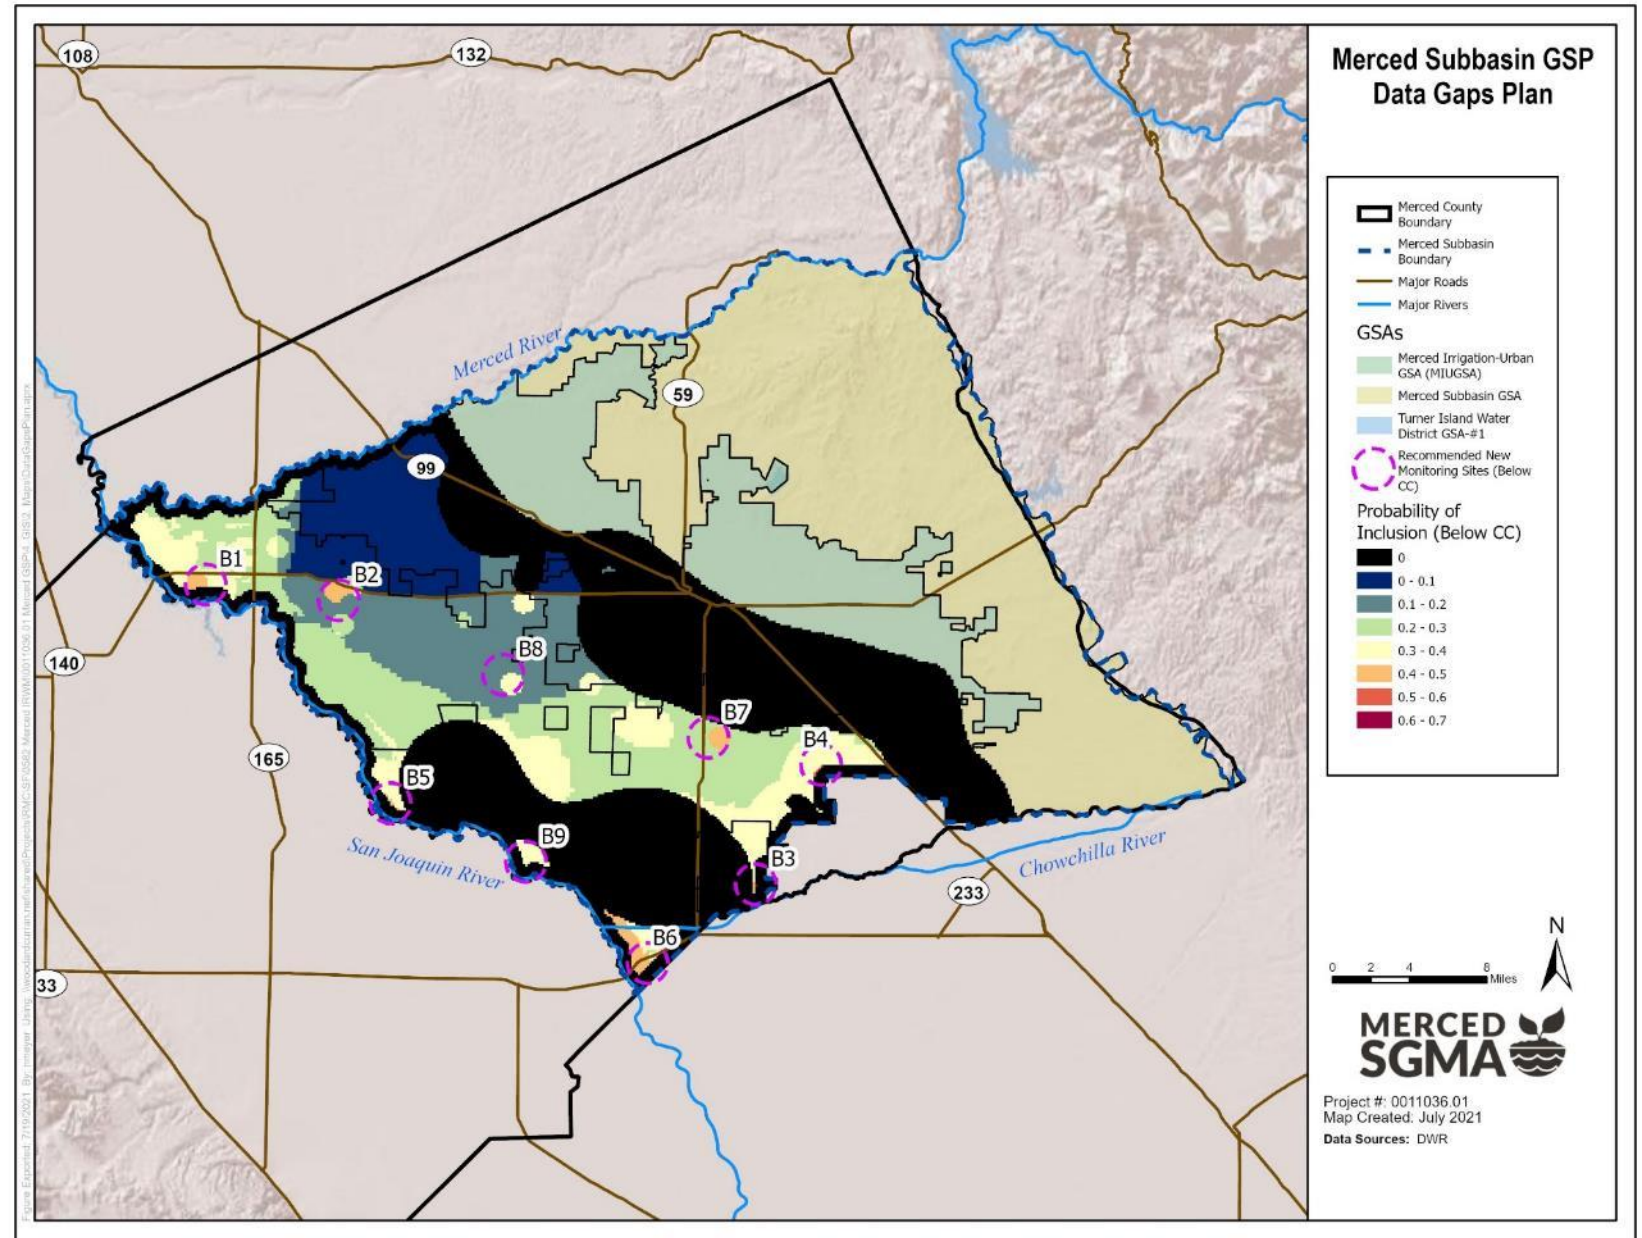 Merced Subbasin GSP
Data Gaps Plan
Merced County
Boundary
Merced Subbasin
Boundary
Major Roads
Major Rivers
GSAs
Merced Irrigation-Urban
GSA (MIUGSA)
Merced Subbasin GSA
Turner Island Water
District GSA-#1
Recommended New
Monitoring Sites (Below
CC)
Probability of
Inclusion (Below CC)
0
0 - 0.1
0.1 - 0.2
0.2 - 0.3
0.3 - 0.4
0.4 - 0.5
0.5 - 0.6
0.6 - 0.7
108
132
Merced River
59
99
B1
B2
140
B8
B7
B4
165
B5
B9
San Joaquin River
B3
Chowchilla River
233
B6
33
N
0 2 4 8
Miles
MERCED
SGMA
Project #: 0011036.01
Map Created: July 2021
Data Sources: DWR